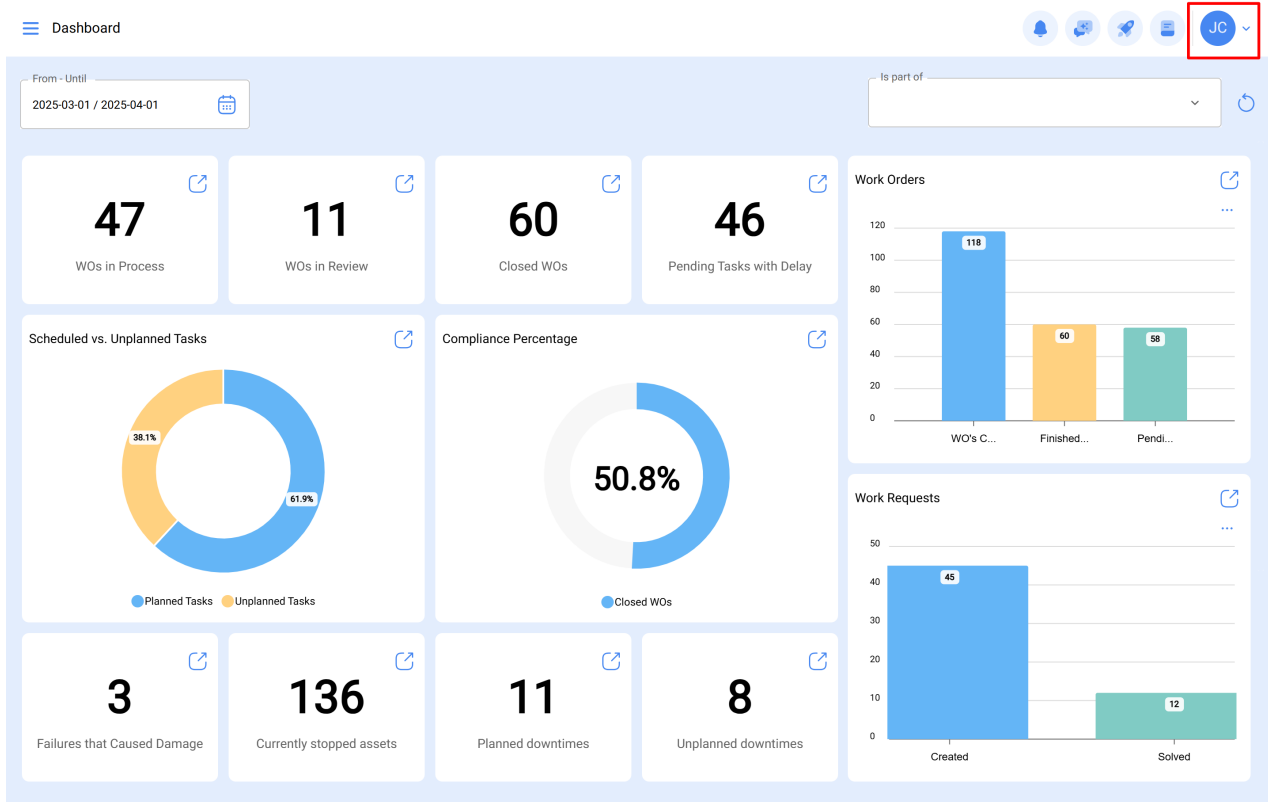 Dashboard
JC
From - Until
2025-03-01 / 2025-04-01
Is part of
47
WOs in Process
11
WOs in Review
60
Closed WOs
46
Pending Tasks with Delay
Work Orders
...
120
100
80
60
40
20
0
118
60
58
WO's C...
Finished...
Pendi...
Scheduled vs. Unplanned Tasks
38.1%
61.9%
Planned Tasks
Unplanned Tasks
Compliance Percentage
50.8%
Closed WOs
Work Requests
...
50
40
30
20
10
0
45
12
Created
Solved
3
Failures that Caused Damage
136
Currently stopped assets
11
Planned downtimes
8
Unplanned downtimes